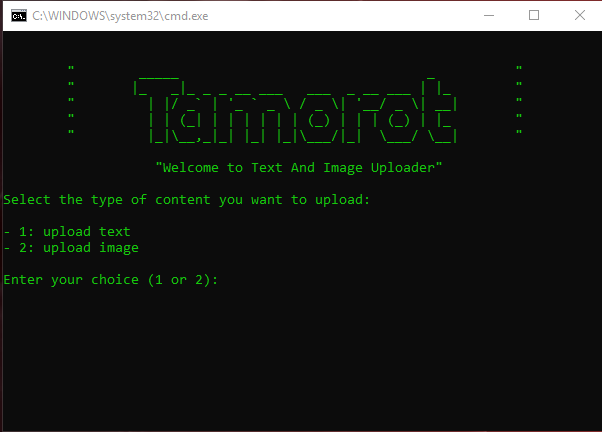 C:\WINDOWS\system32\cmd.exe
Tamorot
"Welcome to Text And Image Uploader"
Select the type of content you want to upload:
- 1: upload text
- 2: upload image
Enter your choice (1 or 2):